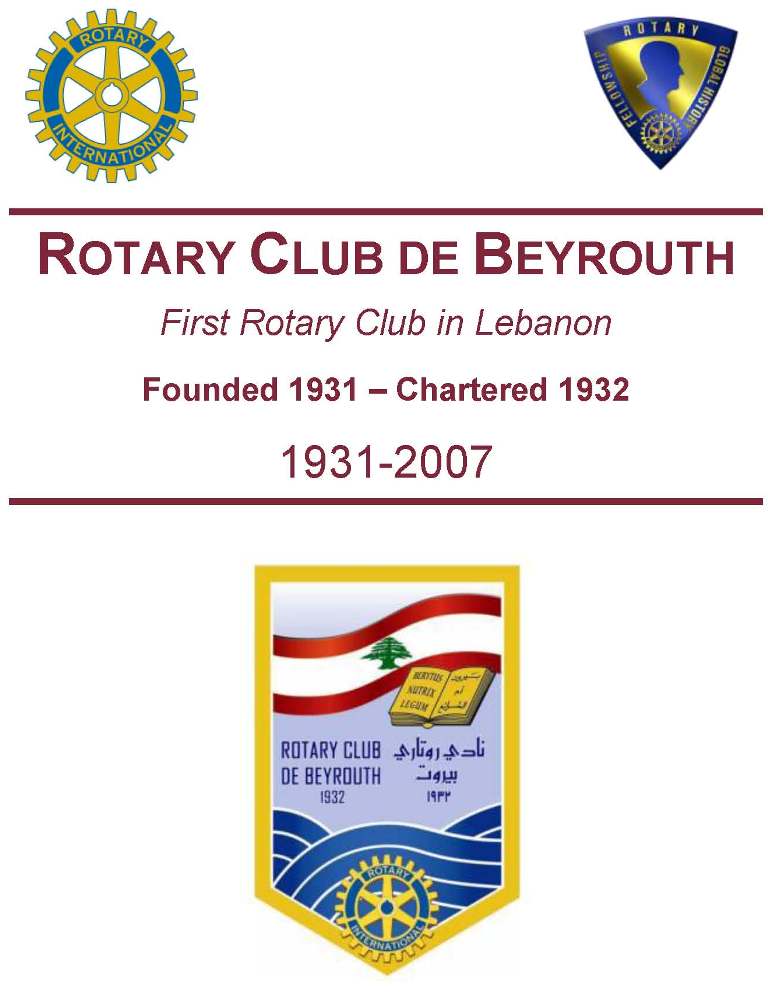 ROTARY
INTERNATIONAL
ROTARY
FELLOWSHIP
GLOBAL HISTORY
ROTARY CLUB DE BEYROUTH
First Rotary Club in Lebanon
Founded 1931 – Chartered 1932
1931-2007
BERYTUS
NUTRIX
LEGUM
بيروت
أم
الشرائع
ROTARY CLUB
DE BEYROUTH
1932
نادي روتاري
بيروت
١٩٣٢
ROTARY
INTERNATIONAL